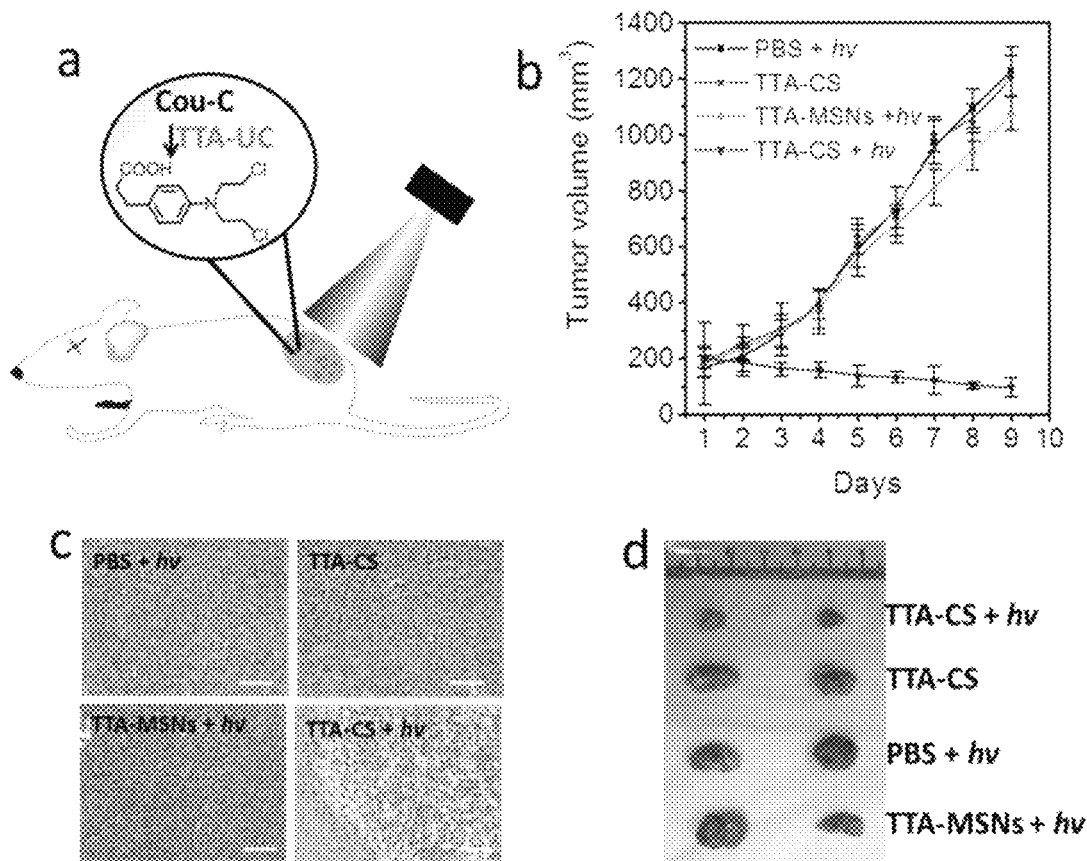 a
Cou-C
TTA-UC
COOH
N
Cl
Cl
b
Tumor volume (mm³)
1400
1200
1000
800
600
400
200
0
PBS + hv
TTA-CS
TTA-MSNs +hv
TTA-CS + hv
1 2 3 4 5 6 7 8 9 10
Days
c
PBS + hv
TTA-CS
TTA-MSNs + hv
TTA-CS + hv
d
TTA-CS + hv
TTA-CS
PBS + hv
TTA-MSNs + hv